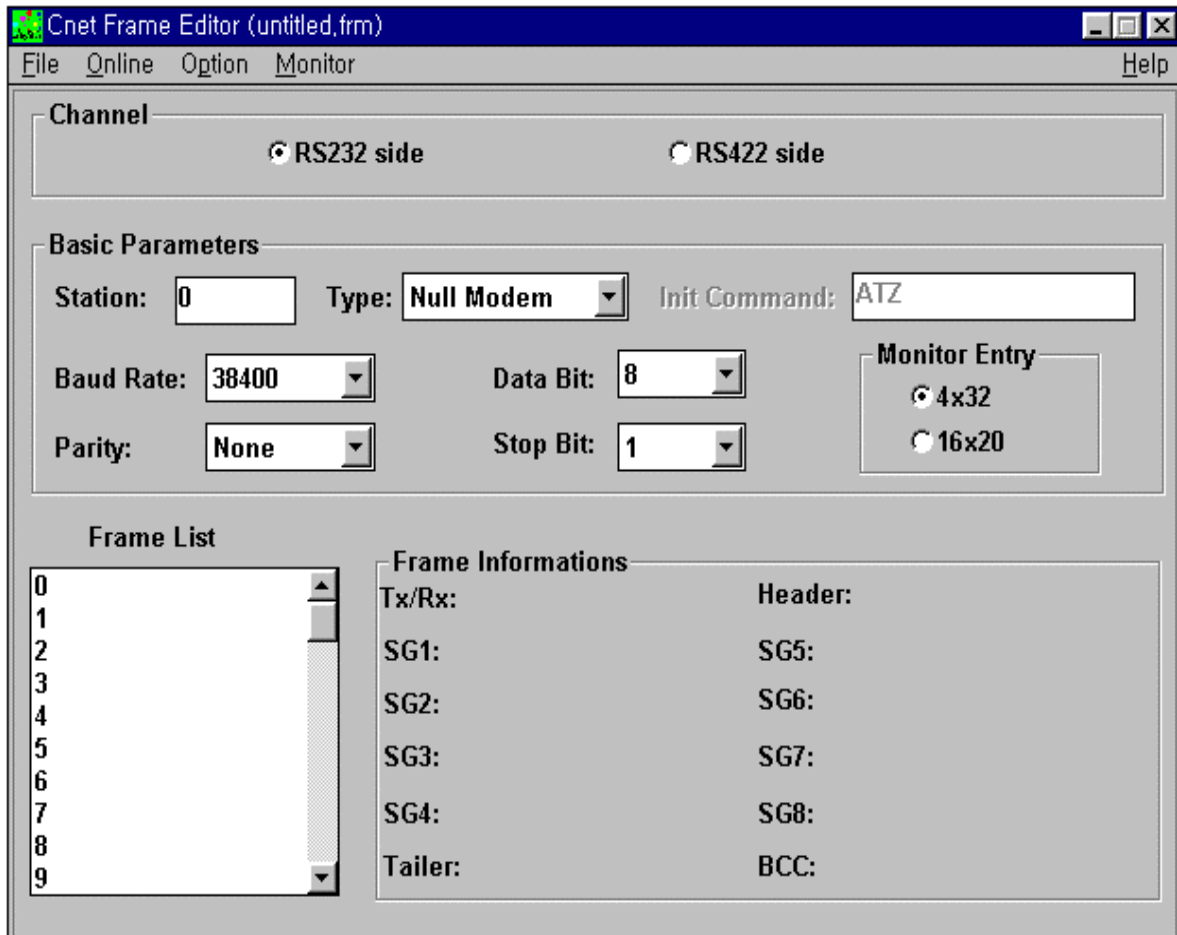 Cnet Frame Editor (untitled,frm)
File Online Option Monitor Help
Channel
RS232 side RS422 side
Basic Parameters
Station: 0 Type: Null Modem Init Command: ATZ
Baud Rate: 38400 Data Bit: 8 Monitor Entry
4x32
Parity: None Stop Bit: 1 16x20
Frame List
Frame Informations
0 Tx/Rx: Header:
1
2 SG1: SG5:
3
4 SG2: SG6:
5 SG3: SG7:
6
7 SG4: SG8:
8
9 Tailer: BCC: